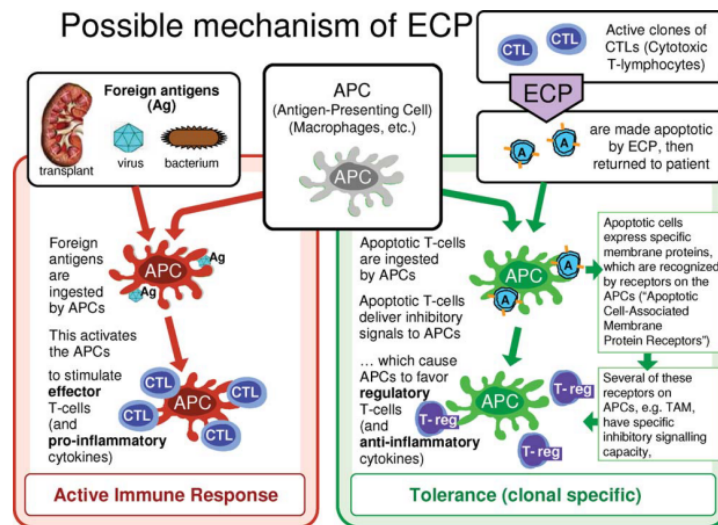 Possible mechanism of ECP
CTL
CTL
Active clones of
CTLs (Cytotoxic
T-lymphocytes)
ECP
A
A
are made apoptotic
by ECP, then
returned to patient
Foreign antigens
(Ag)
transplant
virus
bacterium
APC
(Antigen-Presenting Cell)
(Macrophages, etc.)
APC
Foreign
antigens
are
ingested
by APCs
APC
Ag
Ag
This activates
the APCs
to stimulate
effector
T-cells
(and
pro-inflammatory
cytokines)
CTL
CTL
CTL
CTL
APC
Active Immune Response
Apoptotic T-cells
are ingested
by APCs
Apoptotic T-cells
deliver inhibitory
signals to APCs
APC
A
A
... which cause
APCs to favor
regulatory
T-cells
(and
anti-inflammatory
cytokines)
APC
T-reg
T-reg
T-reg
Apoptotic cells
express specific
membrane proteins,
which are recognized
by receptors on the
APCs (“Apoptotic
Cell-Associated
Membrane
Protein Receptors”)
Several of these
receptors on
APCs, e.g. TAM,
have specific
inhibitory signalling
capacity,
Tolerance (clonal specific)